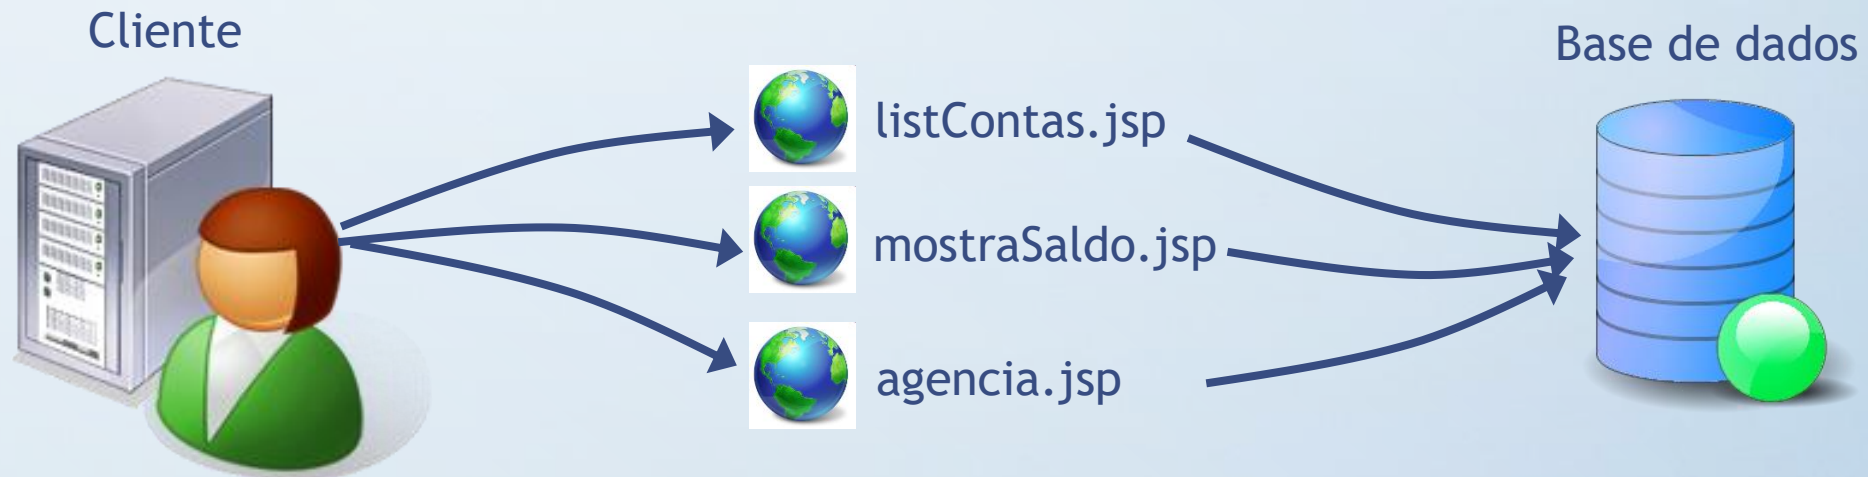 Cliente
Base de dados
listContas.jsp
mostraSaldo.jsp
agencia.jsp